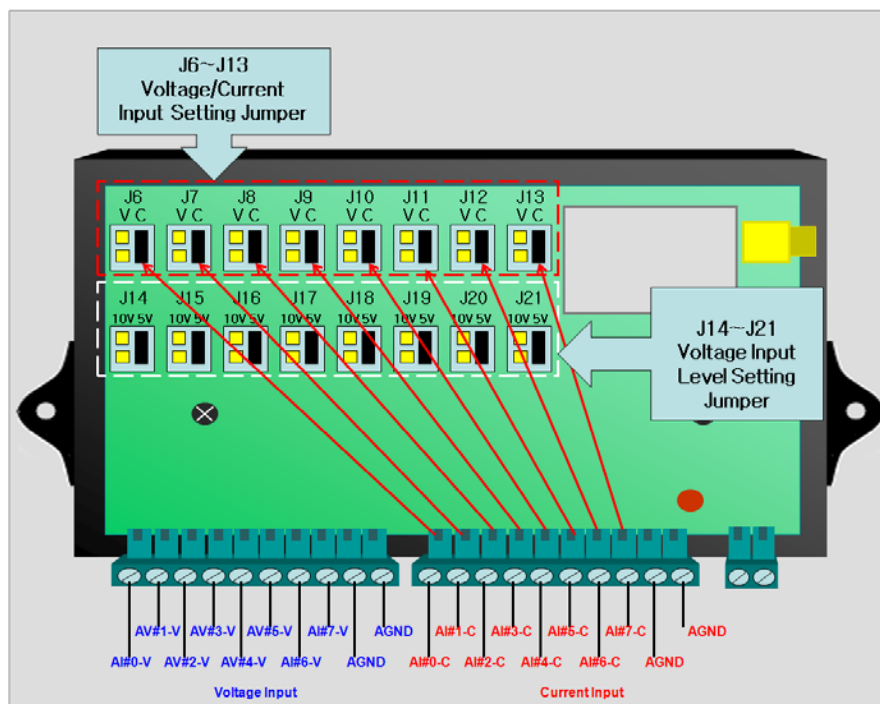 J6~J13
Voltage/Current
Input Setting Jumper
J6 J7 J8 J9 J10 J11 J12 J13
V C V C V C V C V C V C V C V C
J14 J15 J16 J17 J18 J19 J20 J21
10V 5V 10V 5V 10V 5V 10V 5V 10V 5V 10V 5V 10V 5V 10V 5V
J14~J21
Voltage Input
Level Setting
Jumper
AV#1-V AV#3-V AV#5-V AI#7-V AGND AI#1-C AI#3-C AI#5-C AI#7-C AGND
AI#0-V AV#2-V AV#4-V AI#6-V AGND AI#0-C AI#2-C AI#4-C AI#6-C AGND
Voltage Input Current Input